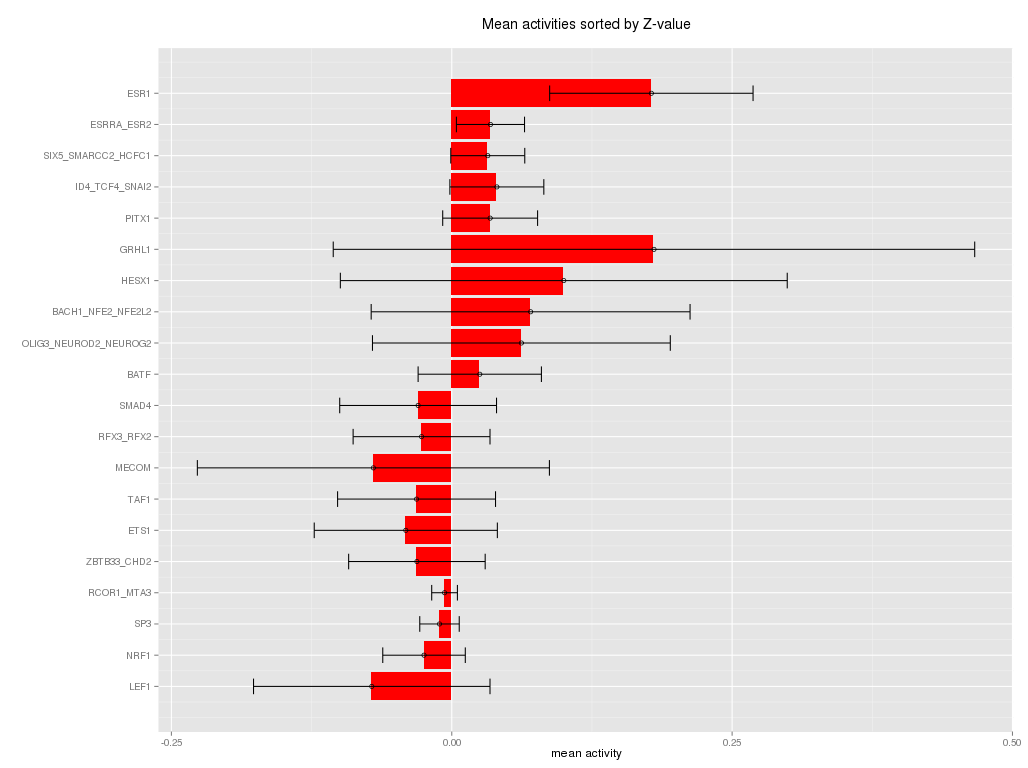 Mean activities sorted by Z-value
ESR1
ESRRA_ESR2
SIX5_SMARCC2_HCFC1
ID4_TCF4_SNAI2
PITX1
GRHL1
HESX1
BACH1_NFE2_NFE2L2
OLIG3_NEUROD2_NEUROG2
BATF
SMAD4
RFX3_RFX2
MECOM
TAF1
ETS1
ZBTB33_CHD2
RCOR1_MTA3
SP3
NRF1
LEF1
-0.25 0.00 0.25 0.50
mean activity